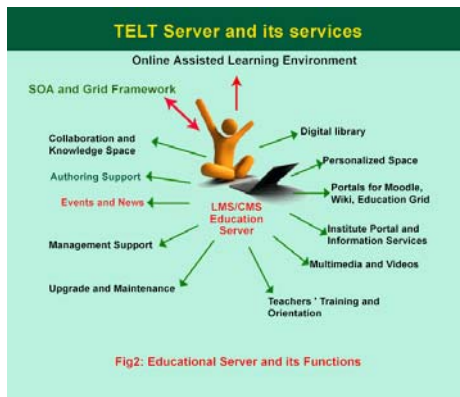 TELT Server and its services
Online Assisted Learning Environment
SOA and Grid Framework
Collaboration and
Knowledge Space
Authoring Support
Events and News
Management Support
Upgrade and Maintenance
LMS/CMS
Education
Server
Digital library
Personalized Space
Portals for Moodle,
Wiki, Education Grid
Institute Portal and
Information Services
Multimedia and Videos
Teachers ' Training and
Orientation
Fig2: Educational Server and its Functions